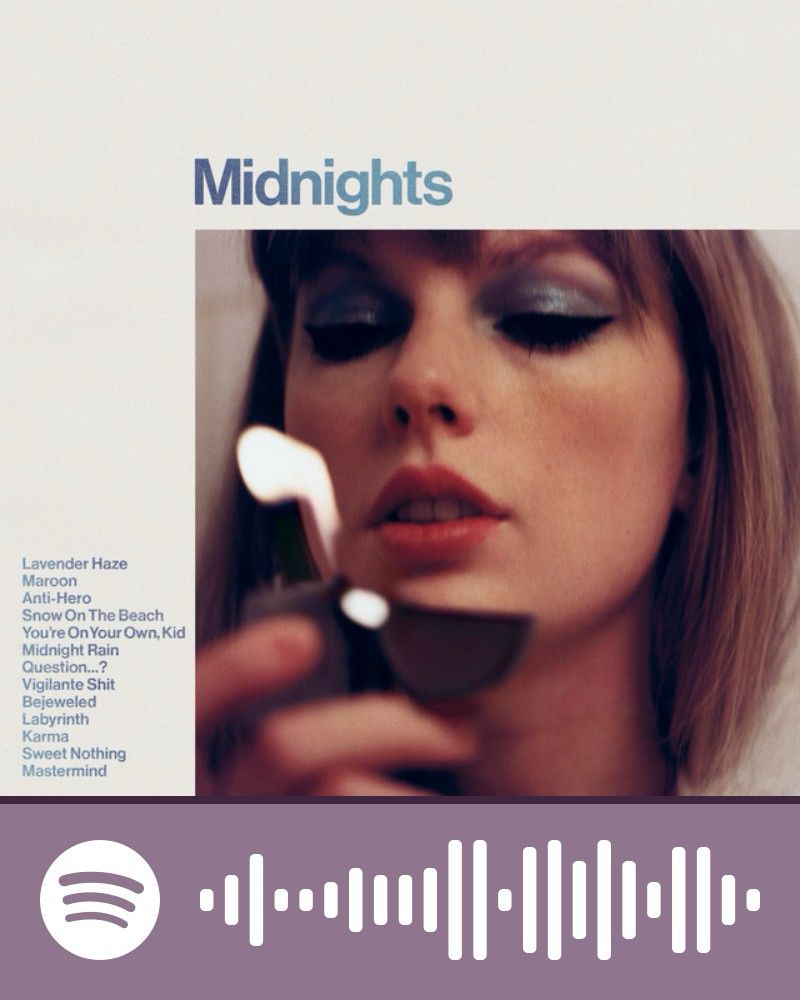 Midnights
Lavender Haze
Maroon
Anti-Hero
Snow On The Beach
You're On Your Own, Kid
Midnight Rain
Question...?
Vigilante Shit
Bejeweled
Labyrinth
Karma
Sweet Nothing
Mastermind